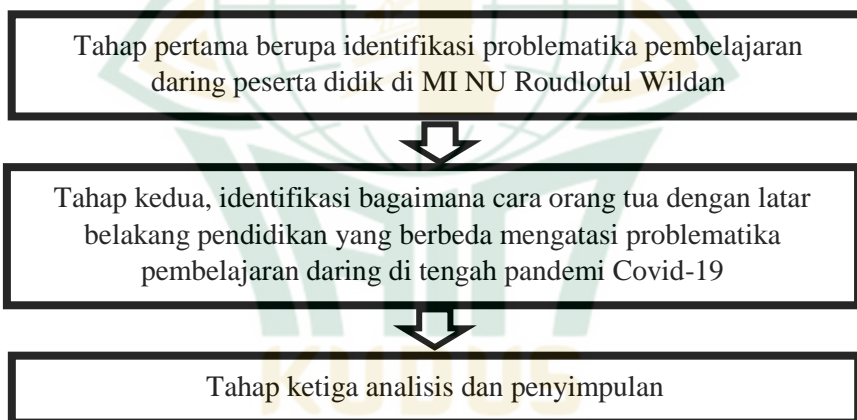 Tahap pertama berupa identifikasi problematika pembelajaran
daring peserta didik di MI NU Roudlotul Wildan
Tahap kedua, identifikasi bagaimana cara orang tua dengan latar
belakang pendidikan yang berbeda mengatasi problematika
pembelajaran daring di tengah pandemi Covid-19
Tahap ketiga analisis dan penyimpulan
KUDUS